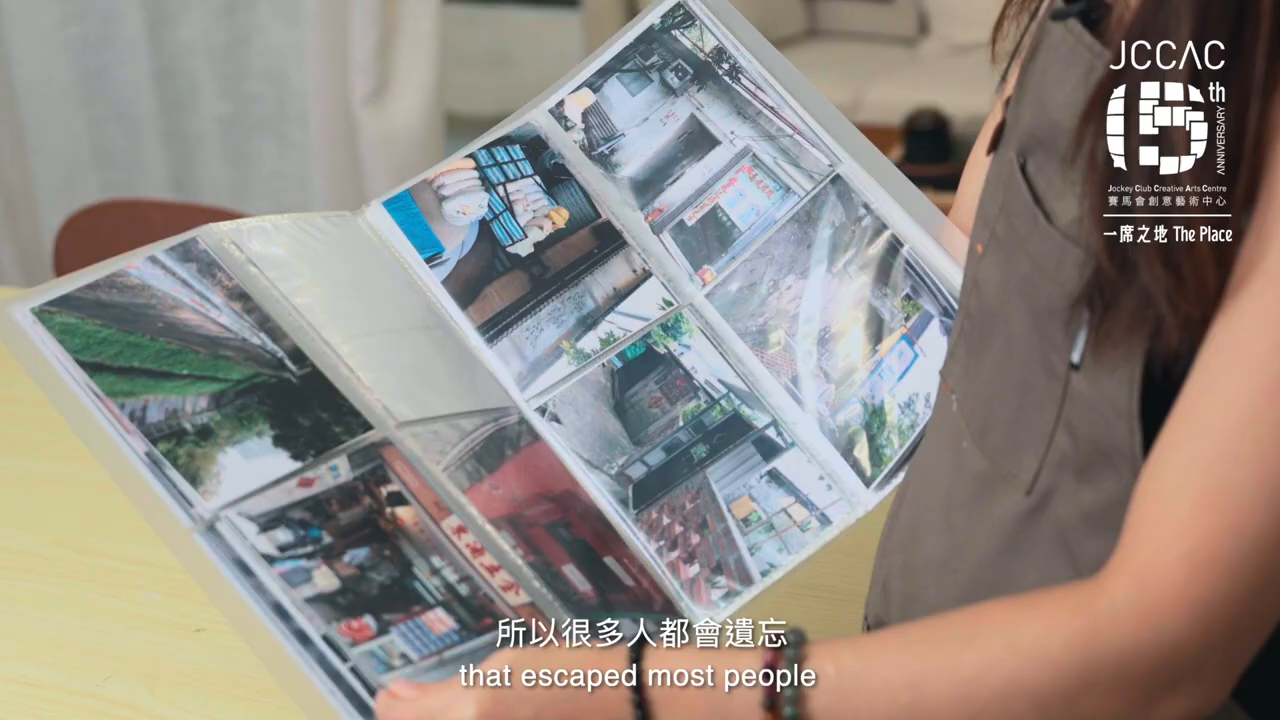 JCCAC
th
ANNIVERSARY
Jockey Club Creative Arts Centre
賽馬會創意藝術中心
一席之地 The Place
所以很多人都會遺忘
that escaped most people